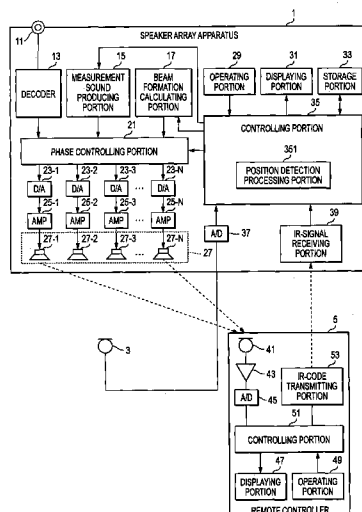 1
11
SPEAKER ARRAY APPARATUS
13
15
17
29
31
33
DECODER
MEASUREMENT
SOUND
PRODUCING
PORTION
BEAM
FORMATION
CALCULATING
PORTION
OPERATING
PORTION
DISPLAYING
PORTION
STORAGE
PORTION
35
21
PHASE CONTROLLING PORTION
CONTROLLING PORTION
351
POSITION DETECTION
PROCESSING PORTION
23-1 23-2 23-3 23-N
D/A D/A D/A ... D/A
25-1 25-2 25-3 25-N
AMP AMP AMP ... AMP
27-1 27-2 27-3 27-N
...
27
A/D
37
39
IR-SIGNAL
RECEIVING
PORTION
3
5
41
43
A/D
45
53
IR-CODE
TRANSMITTING
PORTION
51
CONTROLLING PORTION
47
49
DISPLAYING
PORTION
OPERATING
PORTION
REMOTE CONTROLLER